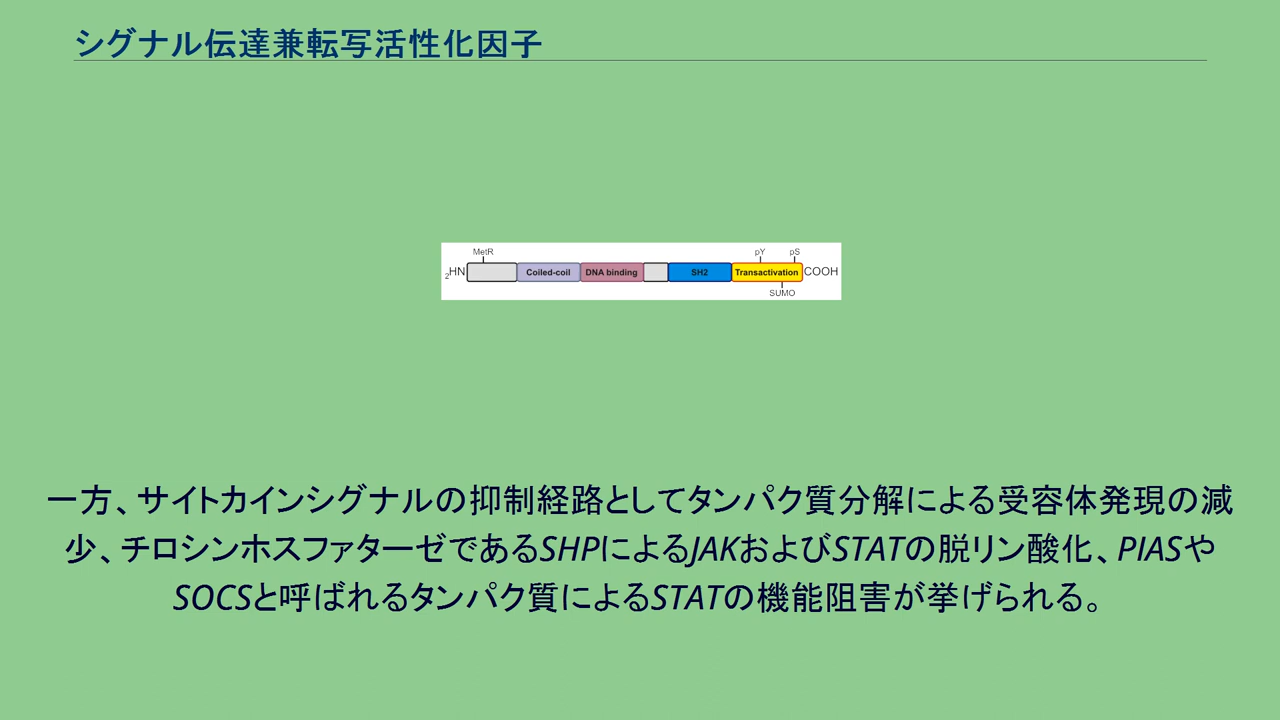 シグナル伝達兼転写活性化因子
MetR pY pS
2HN Coiled-coil DNA binding SH2 Transactivation COOH
SUMO
一方、サイトカインシグナルの抑制経路としてタンパク質分解による受容体発現の減
少、チロシンホスファターゼであるSHPによるJAKおよびSTATの脱リン酸化、PIASや
SOCSと呼ばれるタンパク質によるSTATの機能阻害が挙げられる。